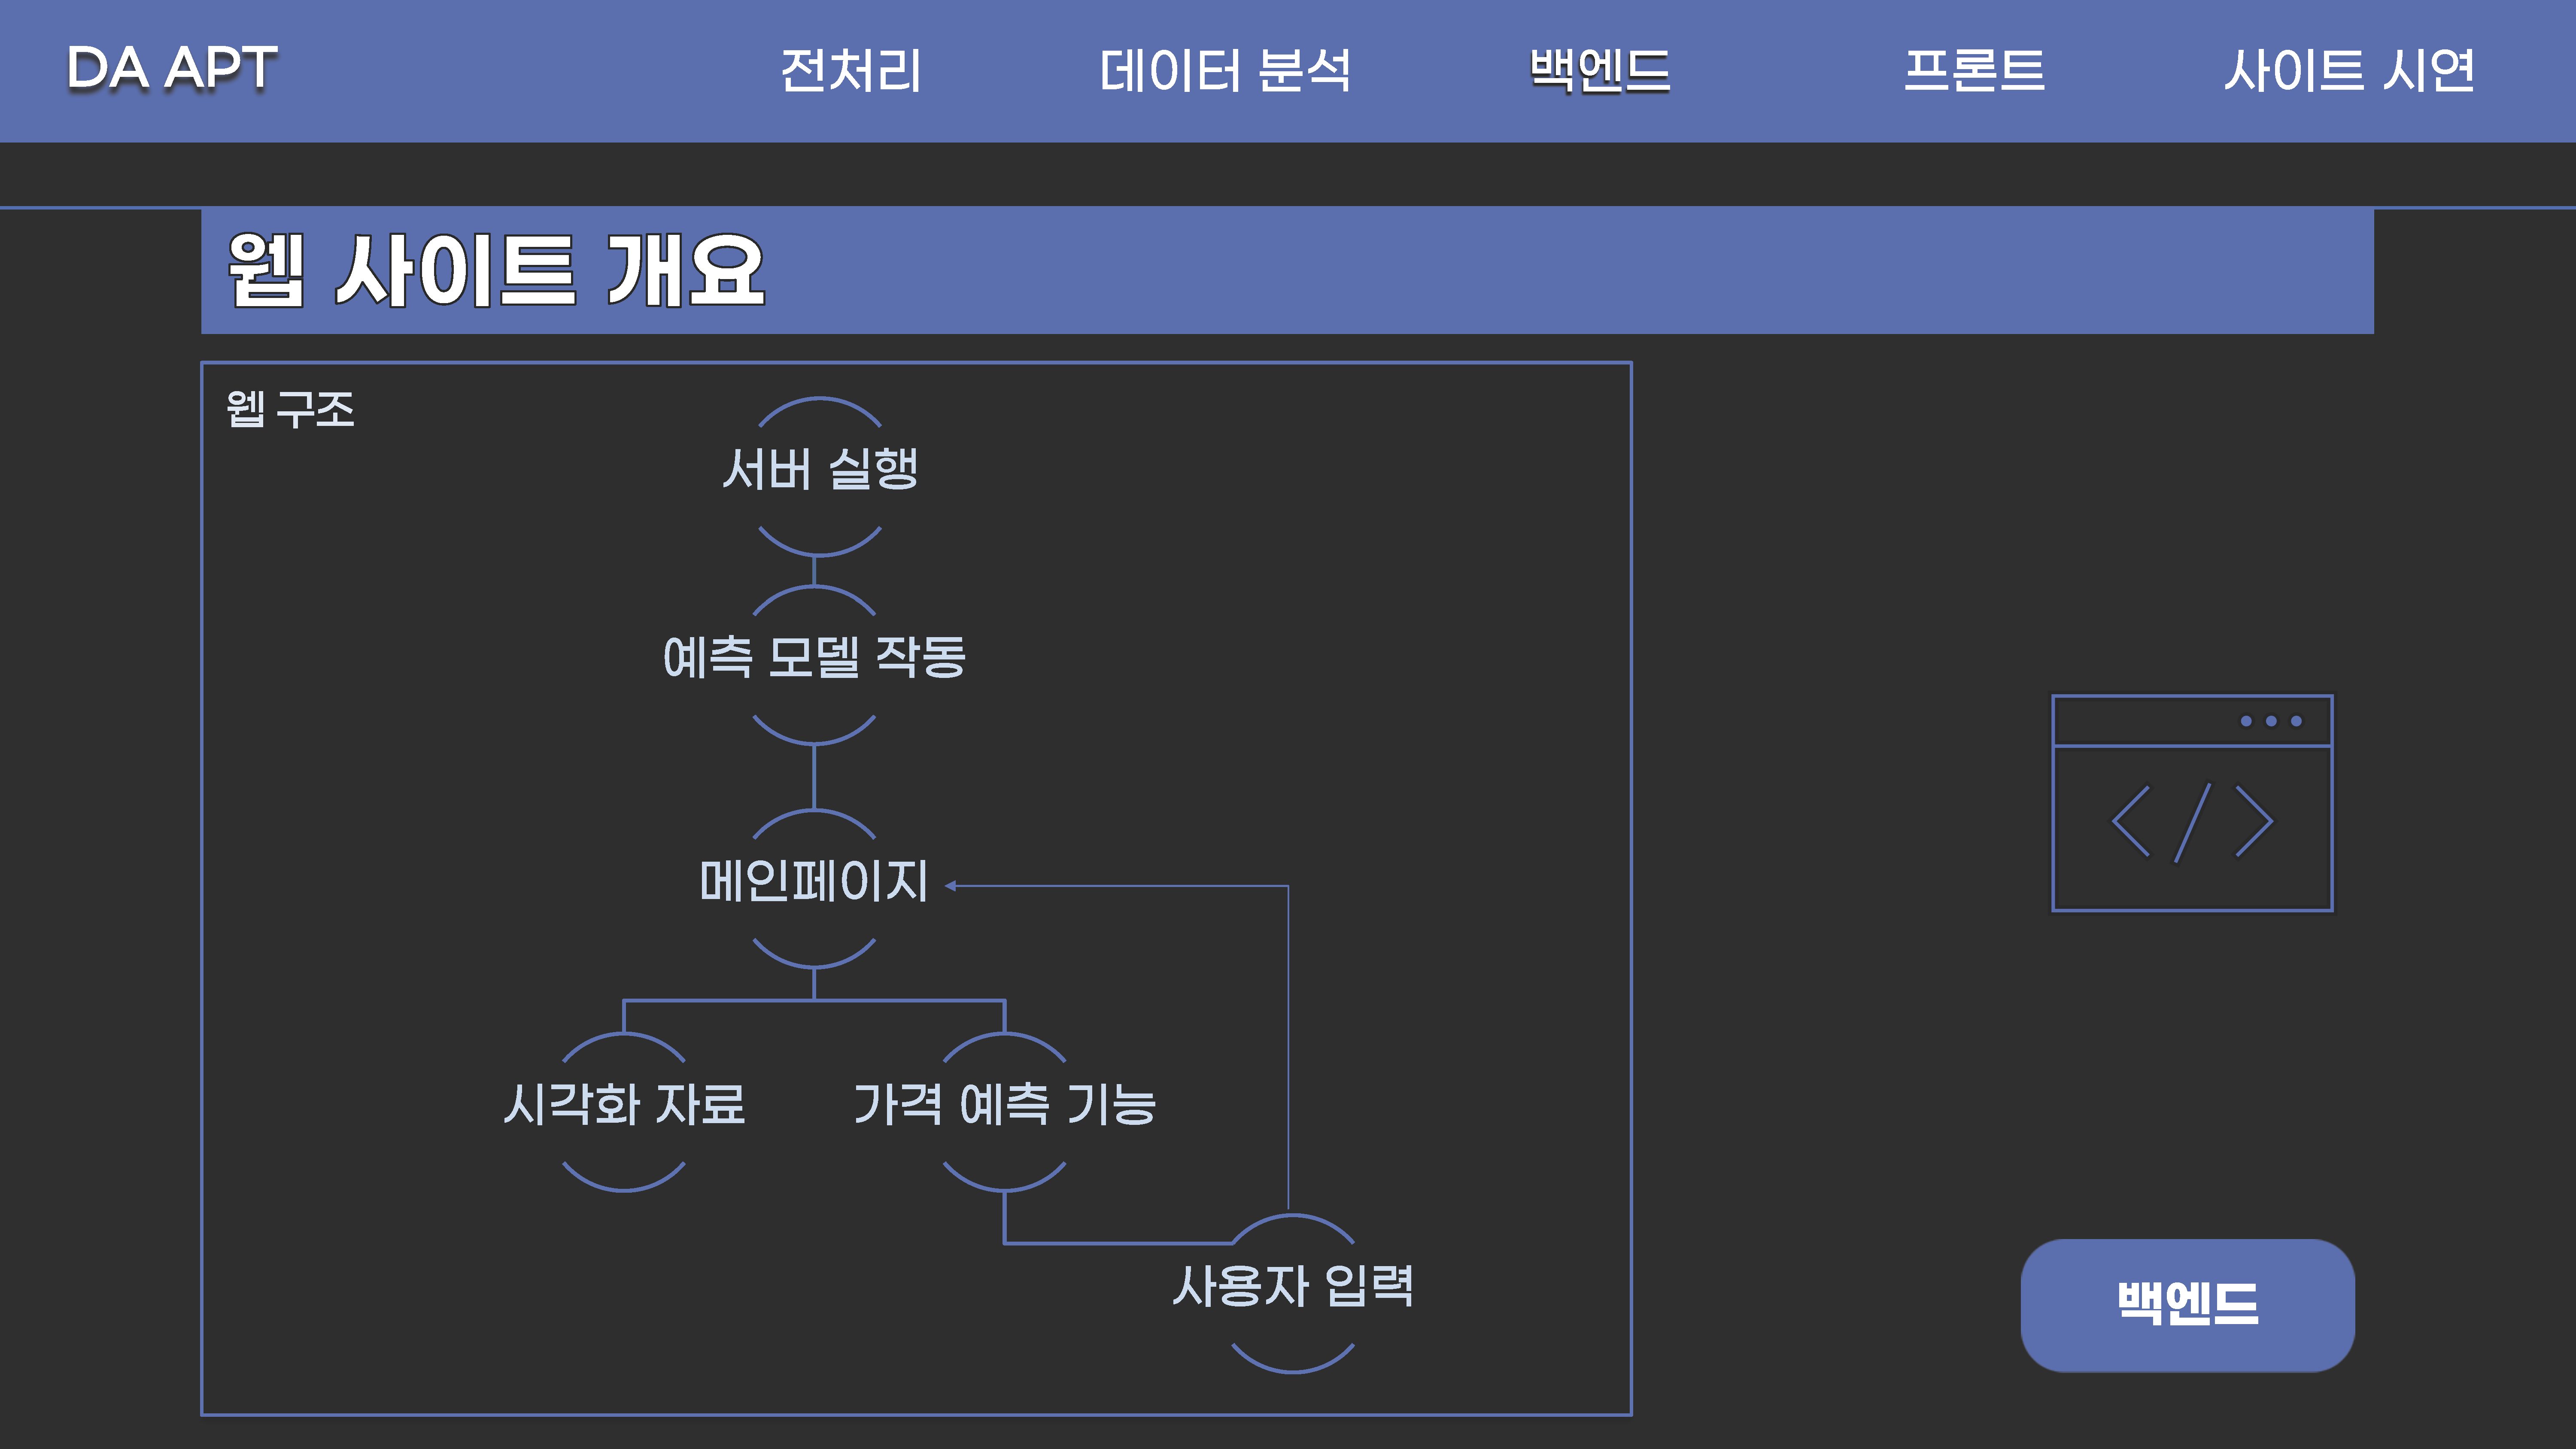 DA APT
전처리
데이터 분석
백엔드
프론트
사이트 시연
웹 사이트 개요
웹 구조
서버 실행
예측 모델 작동
메인페이지
시각화 자료
가격 예측 기능
사용자 입력
</>
백엔드